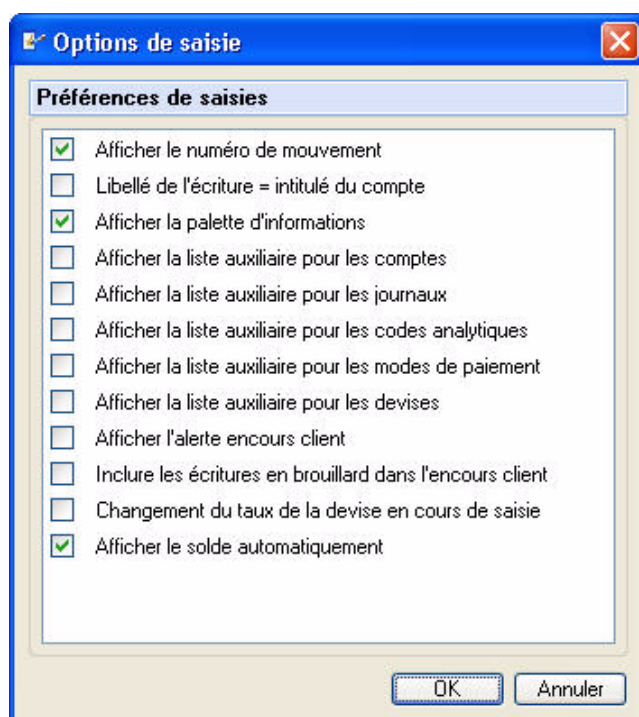 Options de saisie
Préférences de saisies
Afficher le numéro de mouvement
Libellé de l'écriture = intitulé du compte
Afficher la palette d'informations
Afficher la liste auxiliaire pour les comptes
Afficher la liste auxiliaire pour les journaux
Afficher la liste auxiliaire pour les codes analytiques
Afficher la liste auxiliaire pour les modes de paiement
Afficher la liste auxiliaire pour les devises
Afficher l'alerte encours client
Inclure les écritures en brouillard dans l'encours client
Changement du taux de la devise en cours de saisie
Afficher le solde automatiquement
OK Annuler